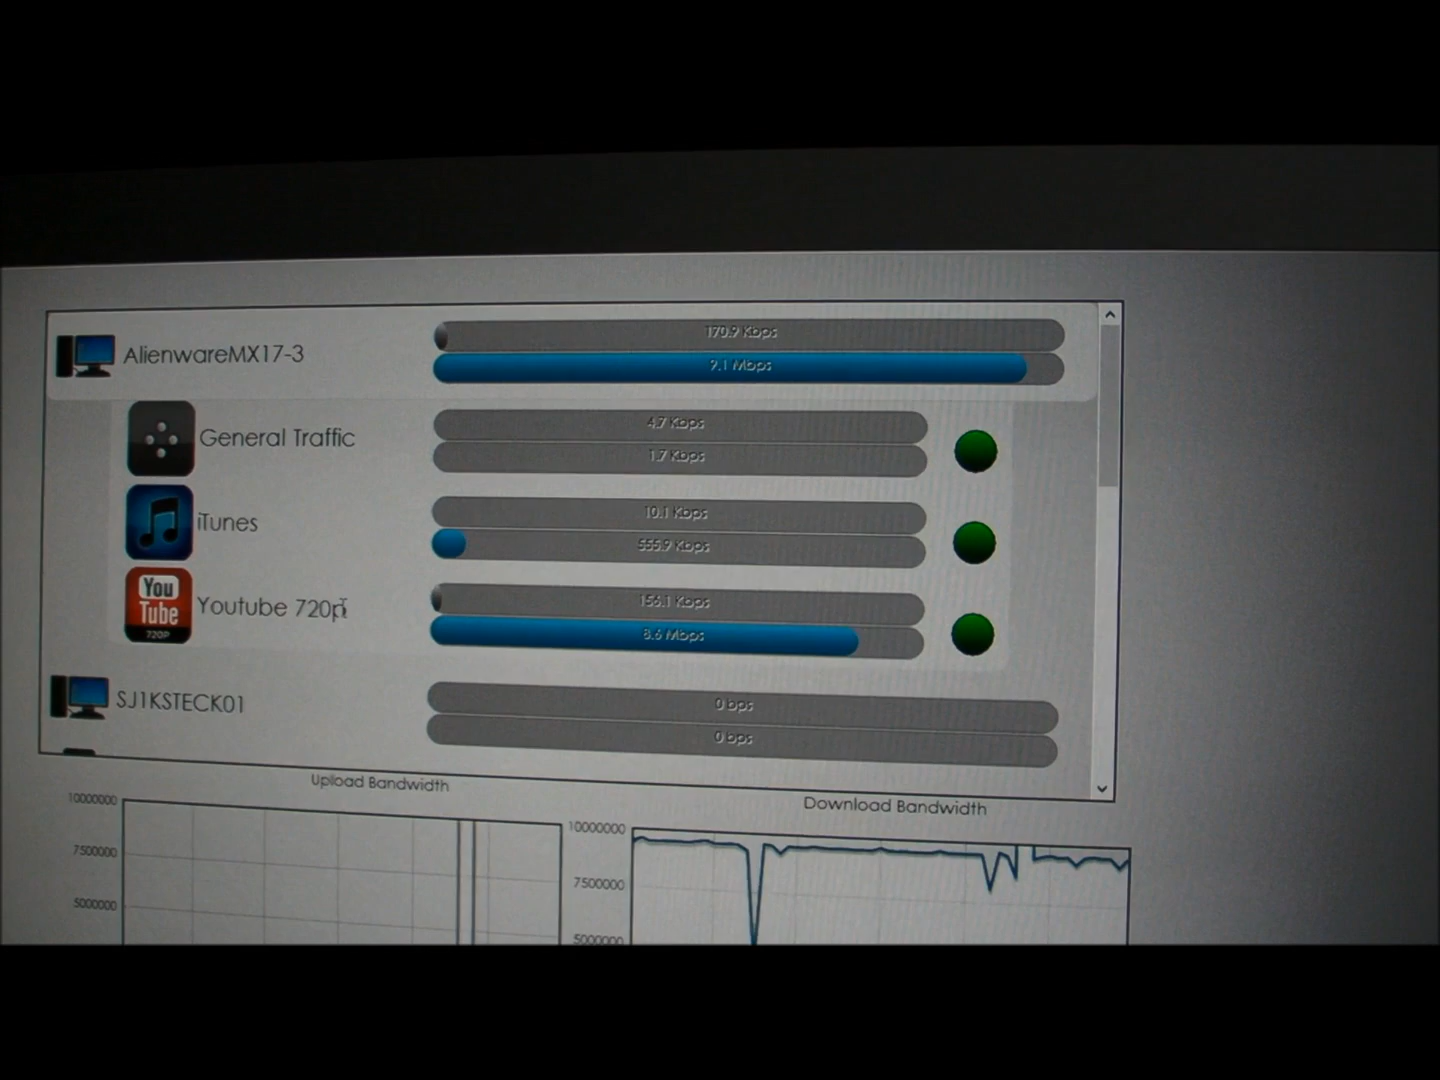 AlienwareMX17-3
170.9 Kbps
9.1 Mbps
General Traffic
4.7 Kbps
1.7 Kbps
iTunes
10.1 Kbps
555.9 Kbps
You
Tube
720P
Youtube 720p
156.1 Kbps
8.6 Mbps
SJ1KSTECK01
0 bps
0 bps
Upload Bandwidth
10000000
7500000
5000000
Download Bandwidth
10000000
7500000
5000000